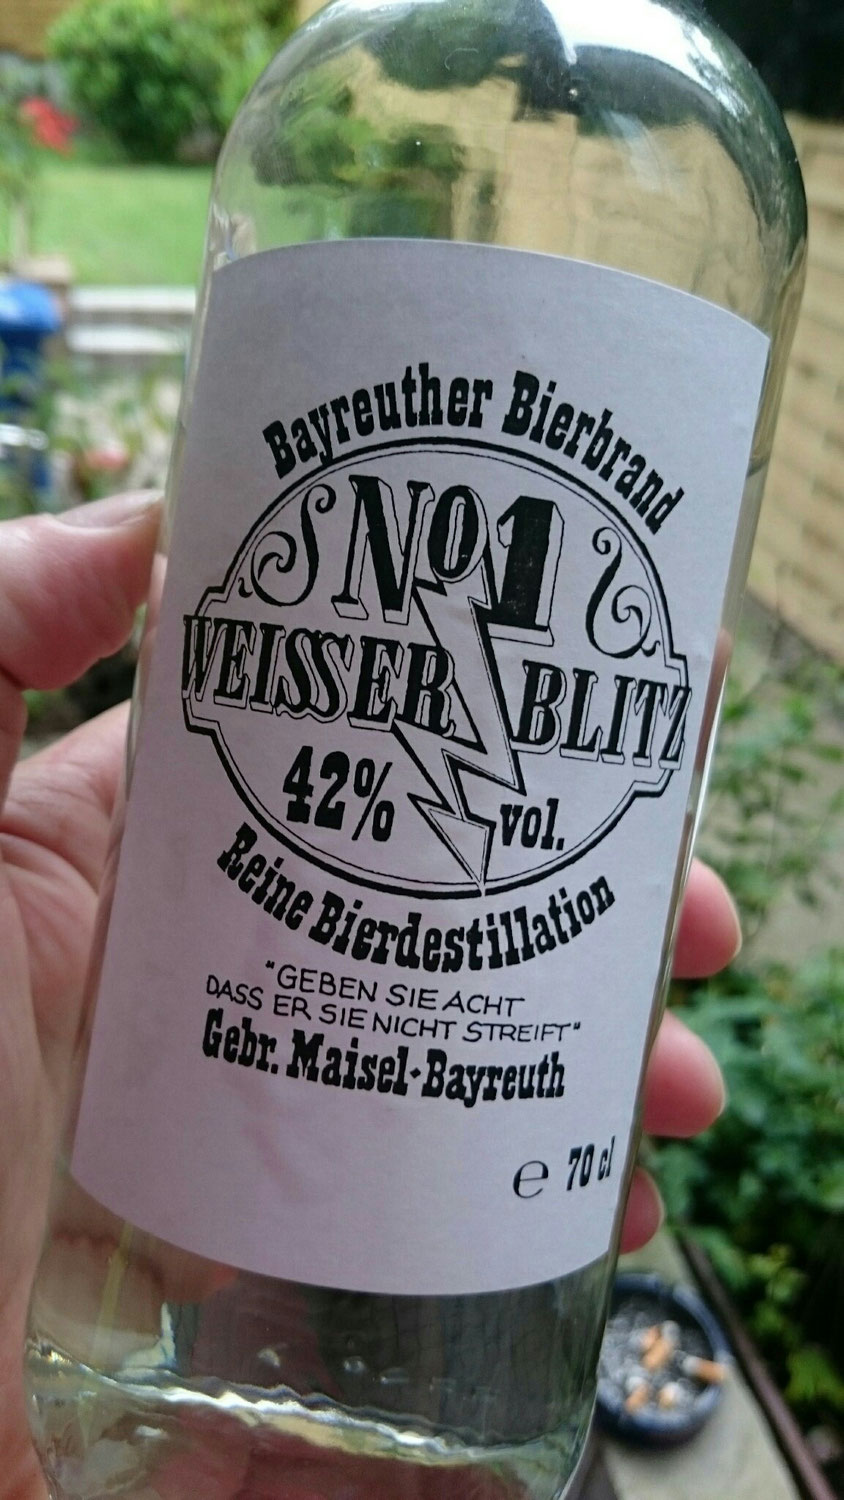 Bayreuther Bierbrand
No1
WEISSER BLITZ
42% vol.
Reine Bierdestillation
"GEBEN SIE ACHT
DASS ER SIE NICHT STREIFT"
Gebr. Maisel·Bayreuth
e 70 cl